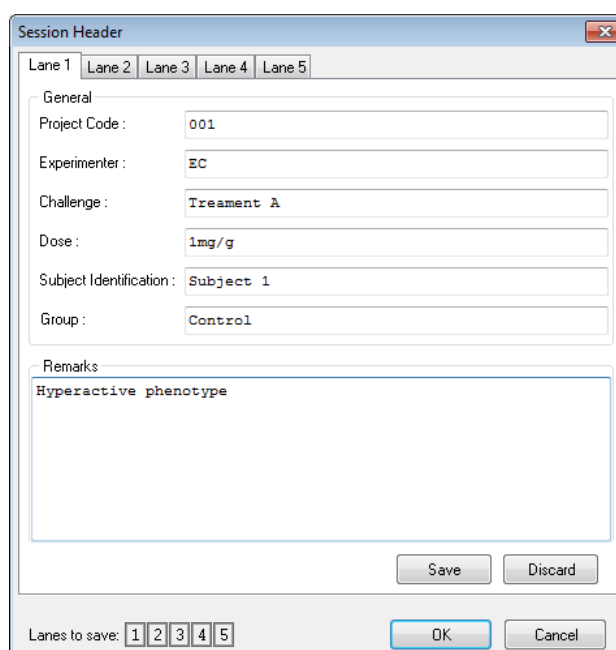 Session Header
Lane 1 Lane 2 Lane 3 Lane 4 Lane 5
General
Project Code : 001
Experimenter : EC
Challenge : Treament A
Dose : 1mg/g
Subject Identification : Subject 1
Group : Control
Remarks
Hyperactive phenotype
Save Discard
Lanes to save: 1 2 3 4 5 OK Cancel